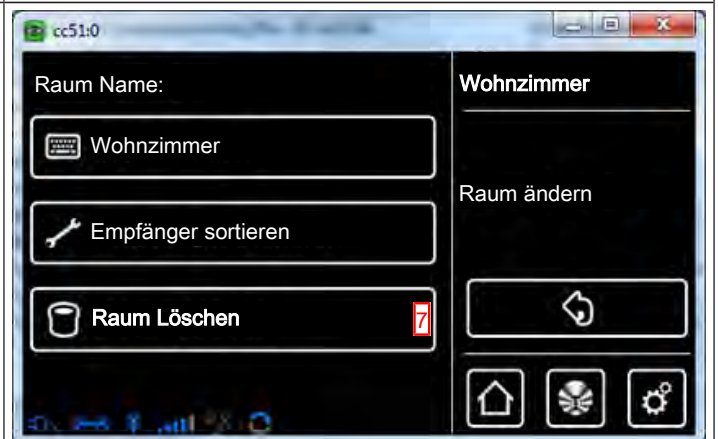 cc51:0
Raum Name:
Wohnzimmer
Empfänger sortieren
Raum Löschen 7
Wohnzimmer
Raum ändern